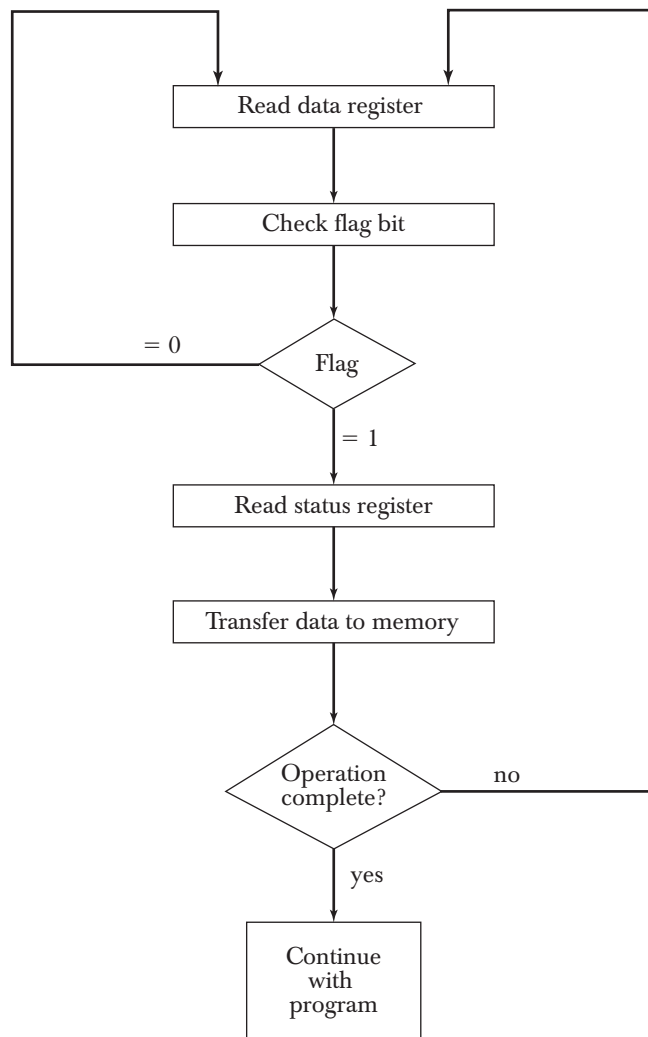 Read data register
Check flag bit
= 0
Flag
= 1
Read status register
Transfer data to memory
Operation
complete?
no
yes
Continue
with
program